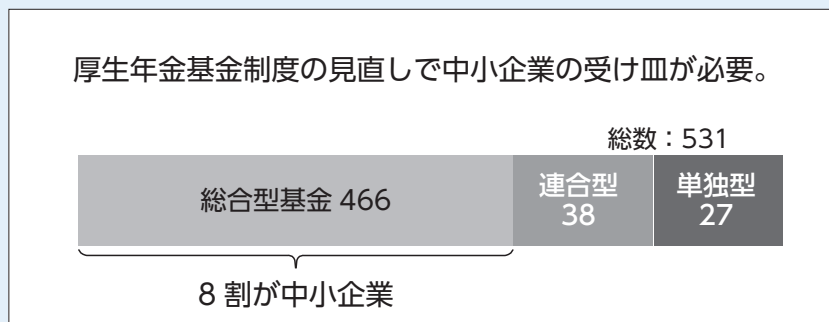 厚生年金基金制度の見直しで中小企業の受け皿が必要。
総数：531
総合型基金 466
連合型
38
単独型
27
8 割が中小企業